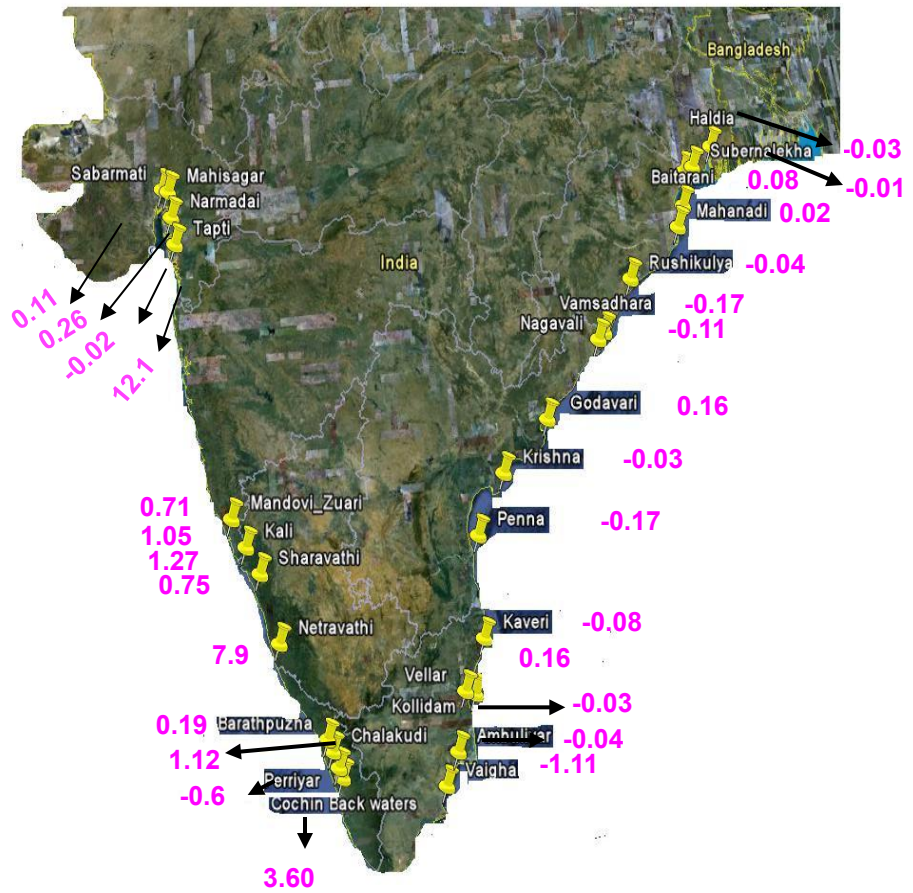 Bangladesh
Haldia
-0.03
Subernalekha
-0.01
Sabarmati
Mahisagar
Baitarani
0.08
Narmadai
Mahanadi 0.02
Tapti
India
Rushikulya -0.04
0.11
0.26
-0.02
12.1
Vamsadhara -0.17
Nagavali -0.11
Godavari 0.16
Krishna -0.03
0.71 Mandovi_Zuari
Penna -0.17
1.05 Kali
1.27 Sharavathi
0.75
Kaveri -0.08
Netravathi
7.9
0.16
Vellar
Kollidam -0.03
0.19 Barathpuzha
Chalakudi
Ambuliyar -0.04
1.12
-1.11
Vaigha
Perriyar
-0.6
Cochin Back waters
3.60